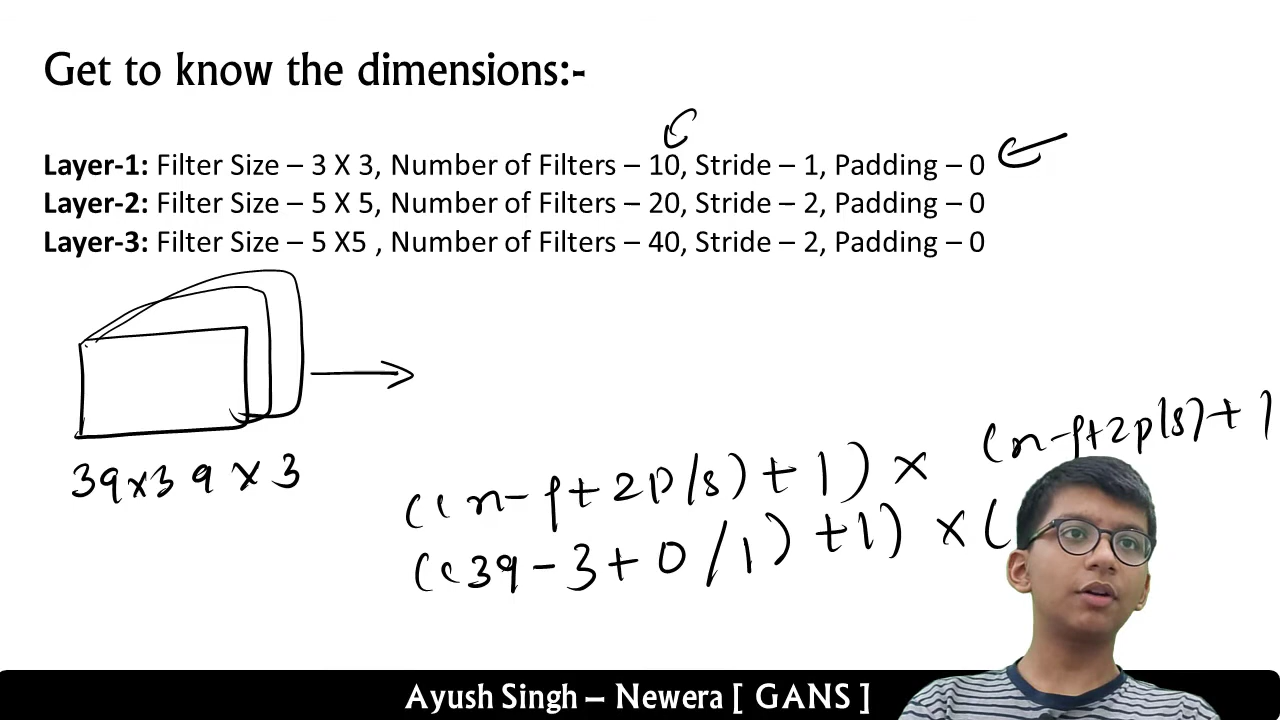 Get to know the dimensions:-
Layer-1: Filter Size – 3 X 3, Number of Filters – 10, Stride – 1, Padding – 0
Layer-2: Filter Size – 5 X 5, Number of Filters – 20, Stride – 2, Padding – 0
Layer-3: Filter Size – 5 X5 , Number of Filters – 40, Stride – 2, Padding – 0
39x39 x 3
((n-f+2p/s)+1) x (n-f+2p/s)+1
((39-3+0/1)+1) x (
Ayush Singh – Newera [ GANS ]